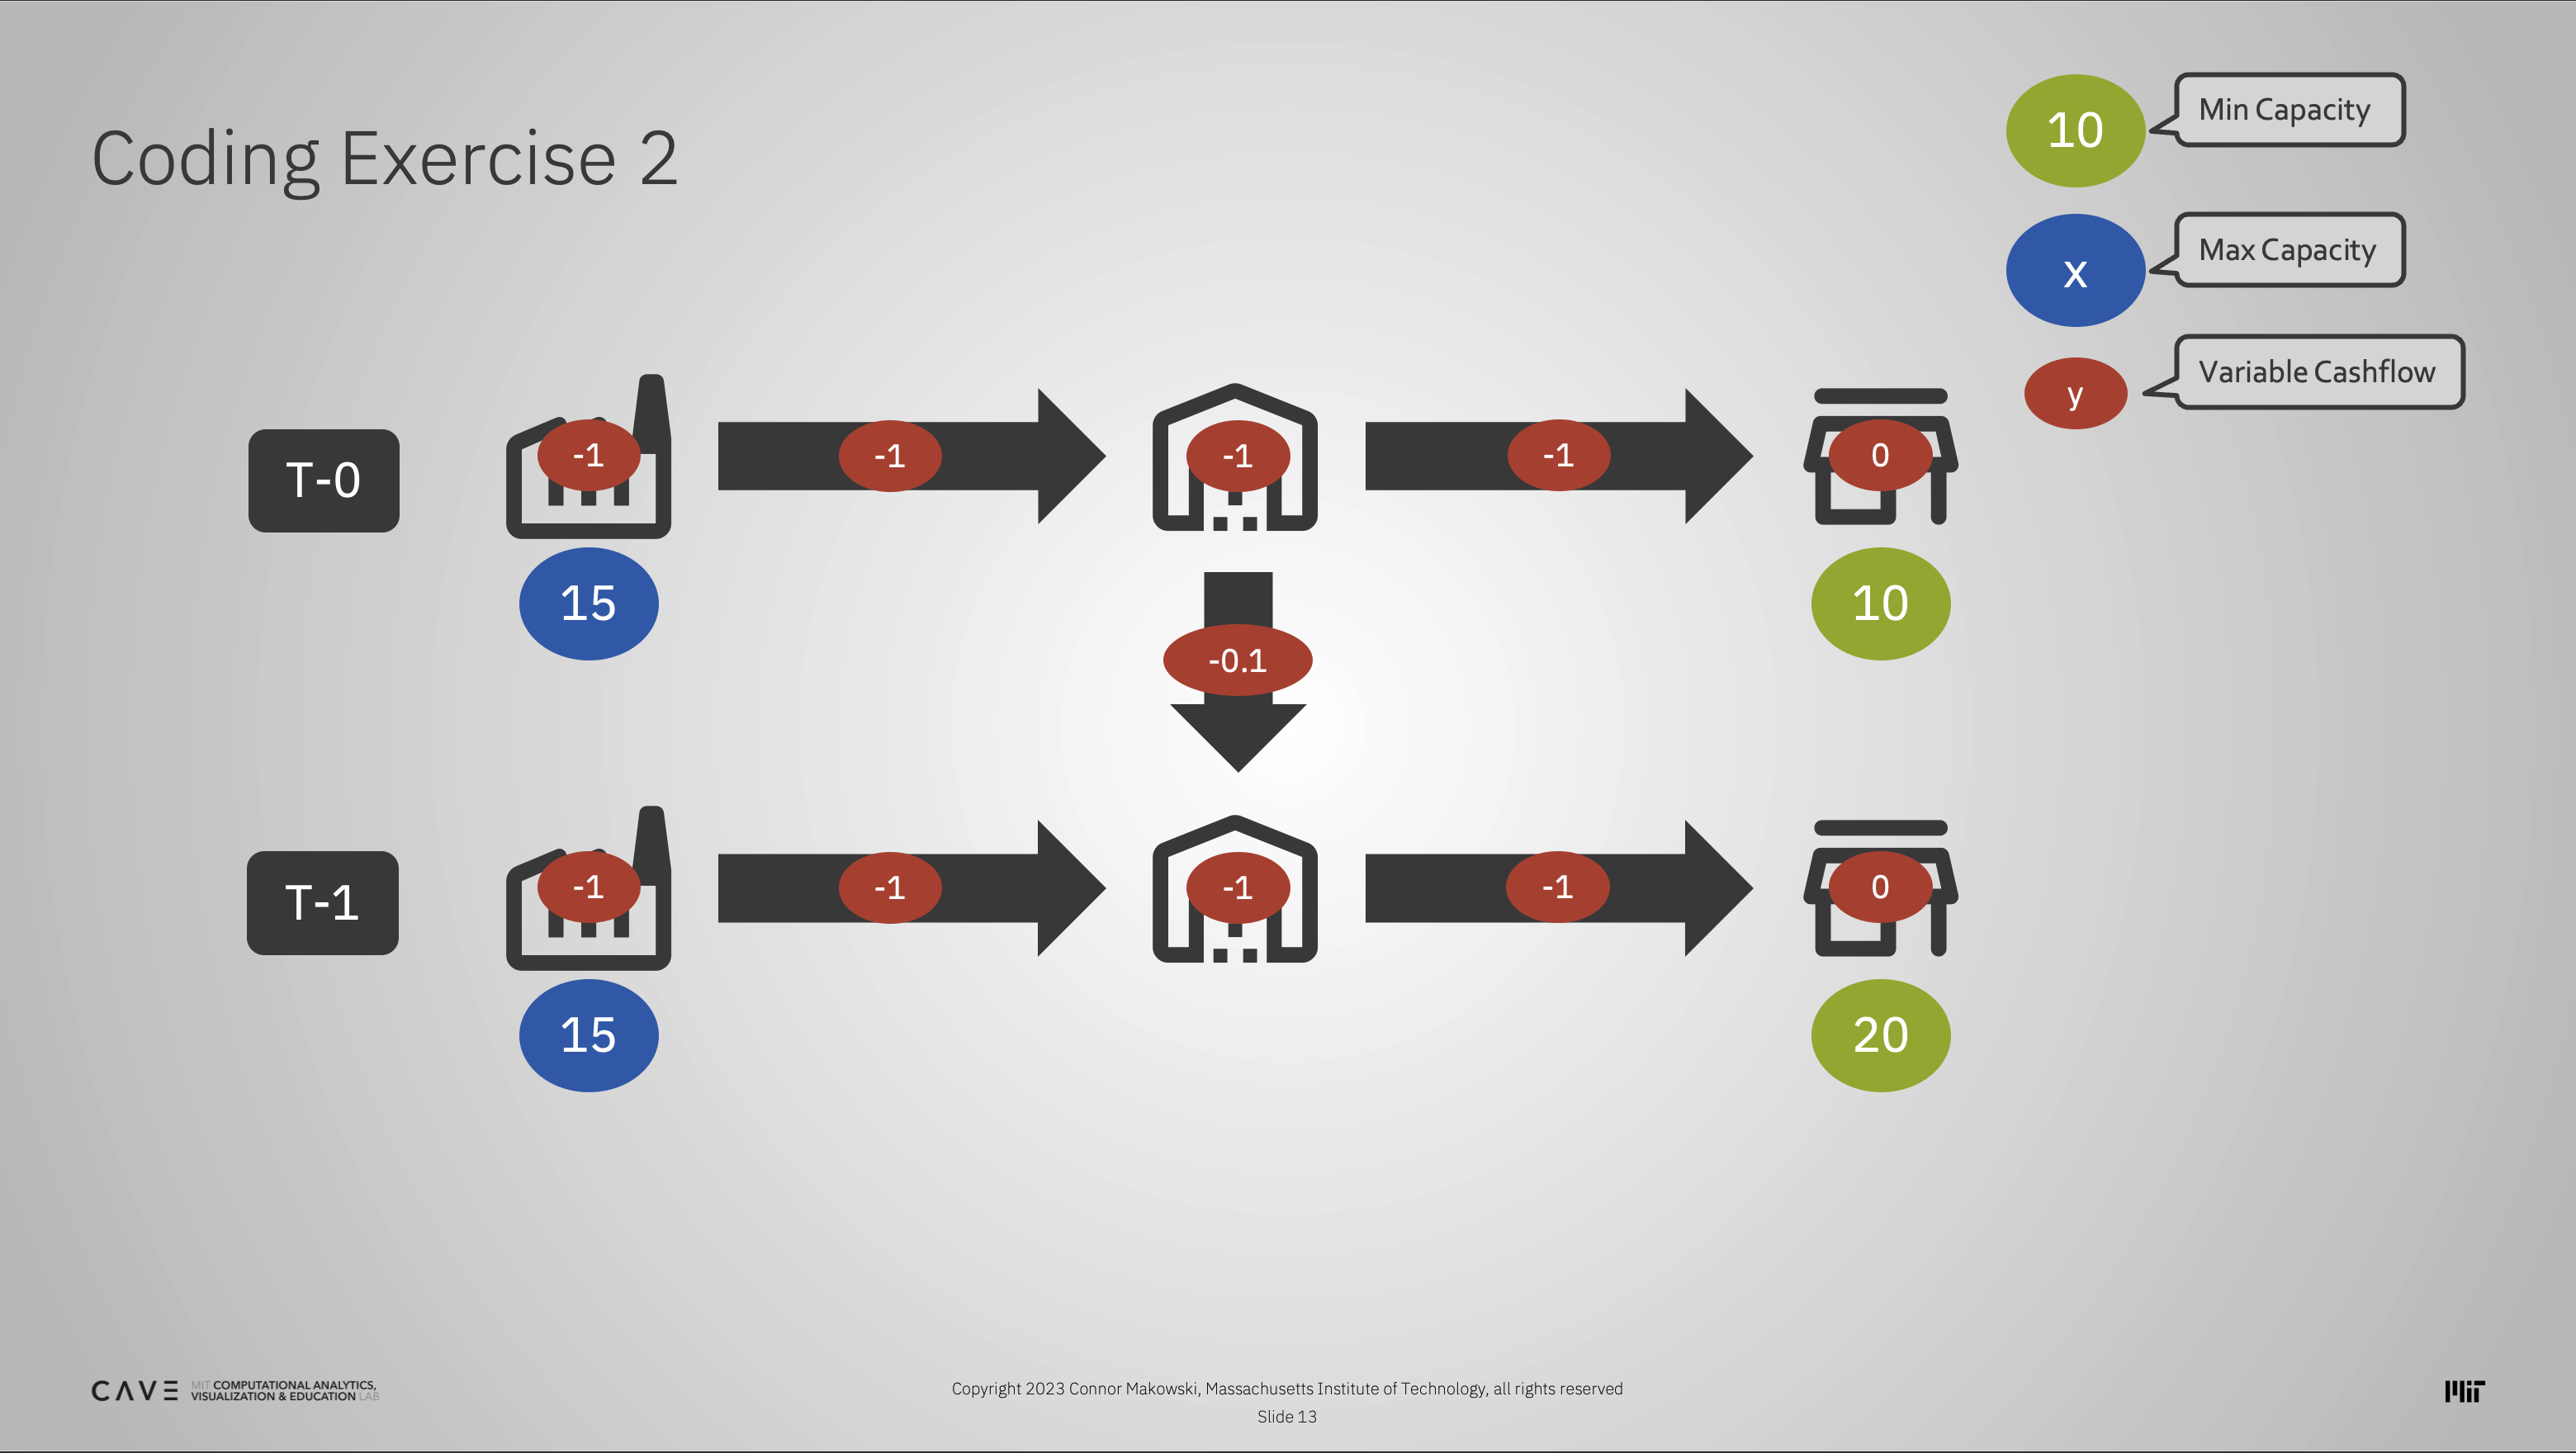 Coding Exercise 2
10
Min Capacity
x
Max Capacity
y
Variable Cashflow
T-0
-1
-1
-1
-1
0
15
10
-0.1
T-1
-1
-1
-1
-1
0
15
20
CAVE MIT COMPUTATIONAL ANALYTICS,
VISUALIZATION & EDUCATION LAB
Copyright 2023 Connor Makowski, Massachusetts Institute of Technology, all rights reserved
Slide 13
MIT